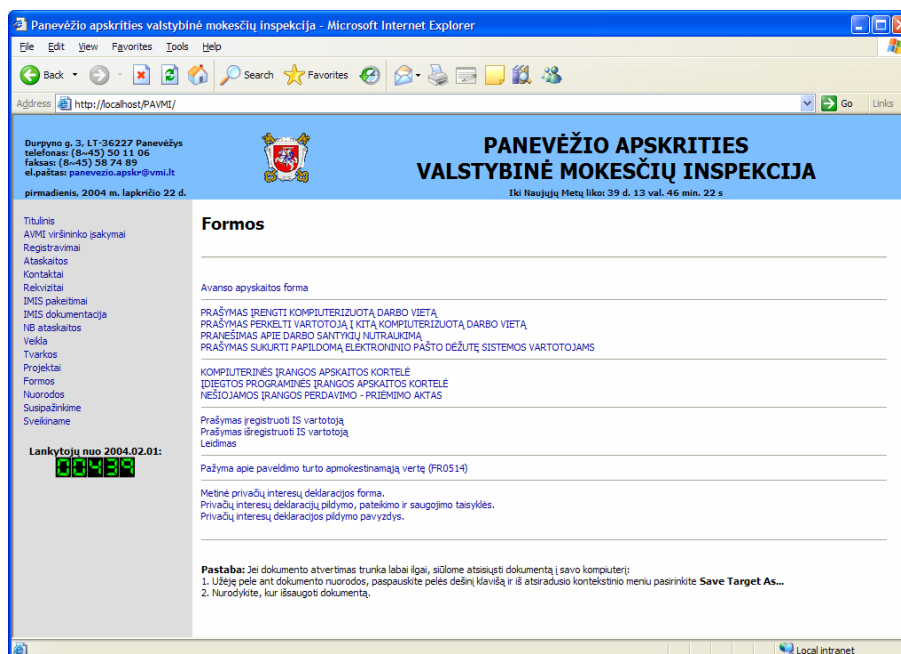 Panevėžio apskrities valstybinė mokesčių inspekcija - Microsoft Internet Explorer
File Edit View Favorites Tools Help
Back Search Favorites
Address http://localhost/PAVMI/ Go Links
Durpyno g. 3, LT-36227 Panevėžys
telefonas: (8~45) 50 11 06
faksas: (8~45) 58 74 89
el.paštas: panevezio.apskr@vmi.lt
pirmadienis, 2004 m. lapkričio 22 d.
PANEVĖŽIO APSKRITIES
VALSTYBINĖ MOKESČIŲ INSPEKCIJA
Iki Naujųjų Metų liko: 39 d. 13 val. 46 min. 22 s
Titulinis
AVMI viršininko įsakymai
Registravimai
Ataskaitos
Kontaktai
Rekvizitai
IMIS pakeitimai
IMIS dokumentacija
NB ataskaitos
Veikla
Tvarkos
Projektai
Formos
Nuorodos
Susipažinkime
Sveikiname
Lankytojų nuo 2004.02.01:
00439
Formos
Avanso apyskaitos forma
PRAŠYMAS ĮRENGTI KOMPIUTERIZUOTĄ DARBO VIETĄ
PRAŠYMAS PERKELTI VARTOTOJĄ Į KITĄ KOMPIUTERIZUOTĄ DARBO VIETĄ
PRANEŠIMAS APIE DARBO SANTYKIŲ NUTRAUKIMĄ
PRAŠYMAS SUKURTI PAPILDOMĄ ELEKTRONINIO PAŠTO DĖŽUTĘ SISTEMOS VARTOTOJAMS
KOMPIUTERINĖS ĮRANGOS APSKAITOS KORTELĖ
ĮDIEGTOS PROGRAMINĖS ĮRANGOS APSKAITOS KORTELĖ
NEŠIOJAMOS ĮRANGOS PERDAVIMO - PRIĖMIMO AKTAS
Prašymas įregistruoti IS vartotoją
Prašymas išregistruoti IS vartotoją
Leidimas
Pažyma apie paveldimo turto apmokestinamąją vertę (FR0514)
Metinė privačių interesų deklaracijos forma.
Privačių interesų deklaracijų pildymo, pateikimo ir saugojimo taisyklės.
Privačių interesų deklaracijos pildymo pavyzdys.
Pastaba: Jei dokumento atvertimas trunka labai ilgai, siūlome atsisiųsti dokumentą į savo kompiuterį:
1. Užėję pele ant dokumento nuorodos, paspauskite pelės dešinį klavišą ir iš atsiradusio kontekstinio meniu pasirinkite Save Target As...
2. Nurodykite, kur išsaugoti dokumentą.
Local intranet